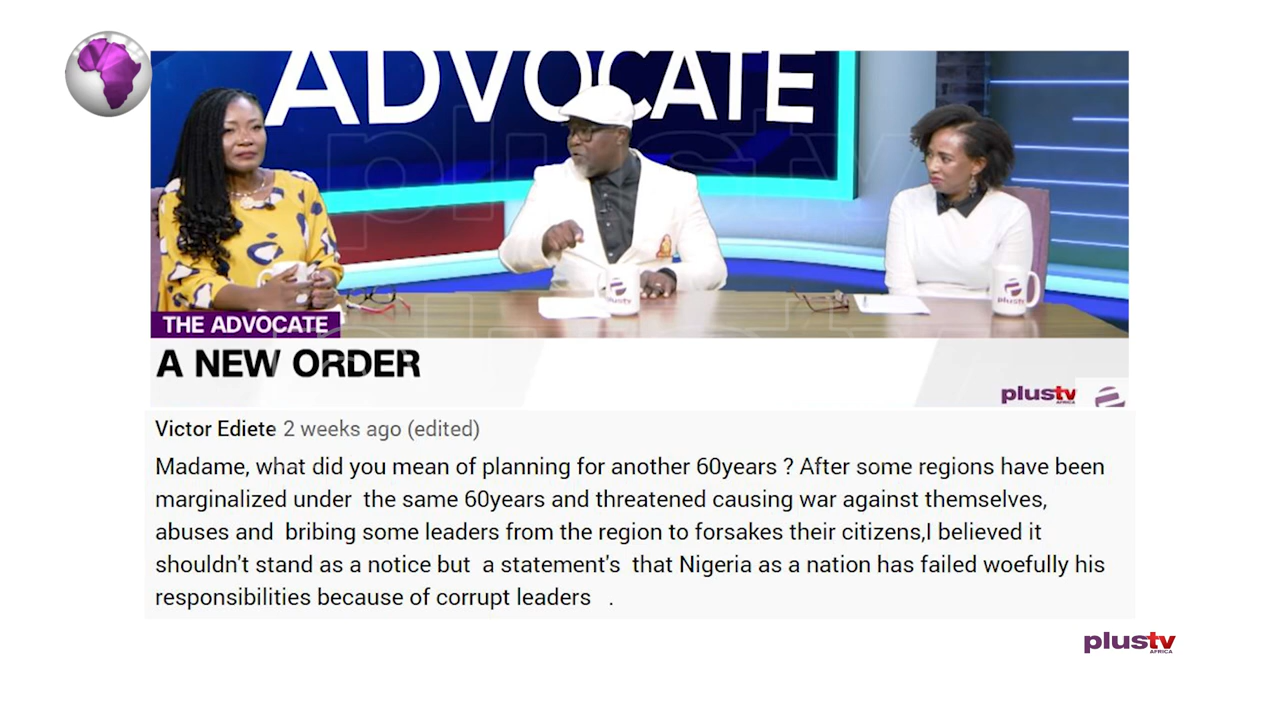 ADVOCATE
plustv
plustv
plustv
THE ADVOCATE
A NEW ORDER
plustv
AFRICA
Victor Ediete 2 weeks ago (edited)
Madame, what did you mean of planning for another 60years ? After some regions have been
marginalized under the same 60years and threatened causing war against themselves,
abuses and bribing some leaders from the region to forsakes their citizens,I believed it
shouldn't stand as a notice but a statement's that Nigeria as a nation has failed woefully his
responsibilities because of corrupt leaders .
plustv
AFRICA